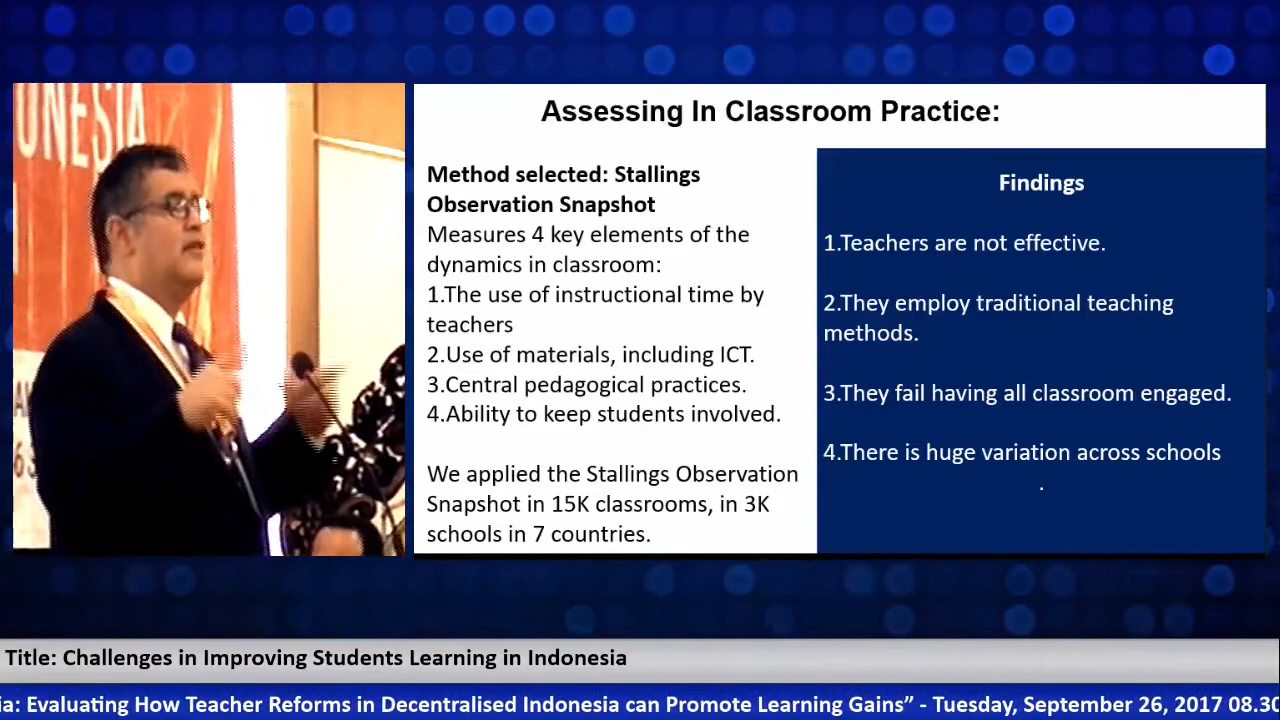 ONESIA
Assessing In Classroom Practice:
Method selected: Stallings
Observation Snapshot
Measures 4 key elements of the
dynamics in classroom:
1.The use of instructional time by
teachers
2.Use of materials, including ICT.
3.Central pedagogical practices.
4.Ability to keep students involved.
We applied the Stallings Observation
Snapshot in 15K classrooms, in 3K
schools in 7 countries.
Findings
1.Teachers are not effective.
2.They employ traditional teaching
methods.
3.They fail having all classroom engaged.
4.There is huge variation across schools
.
Title: Challenges in Improving Students Learning in Indonesia
ia: Evaluating How Teacher Reforms in Decentralised Indonesia can Promote Learning Gains” - Tuesday, September 26, 2017 08.30